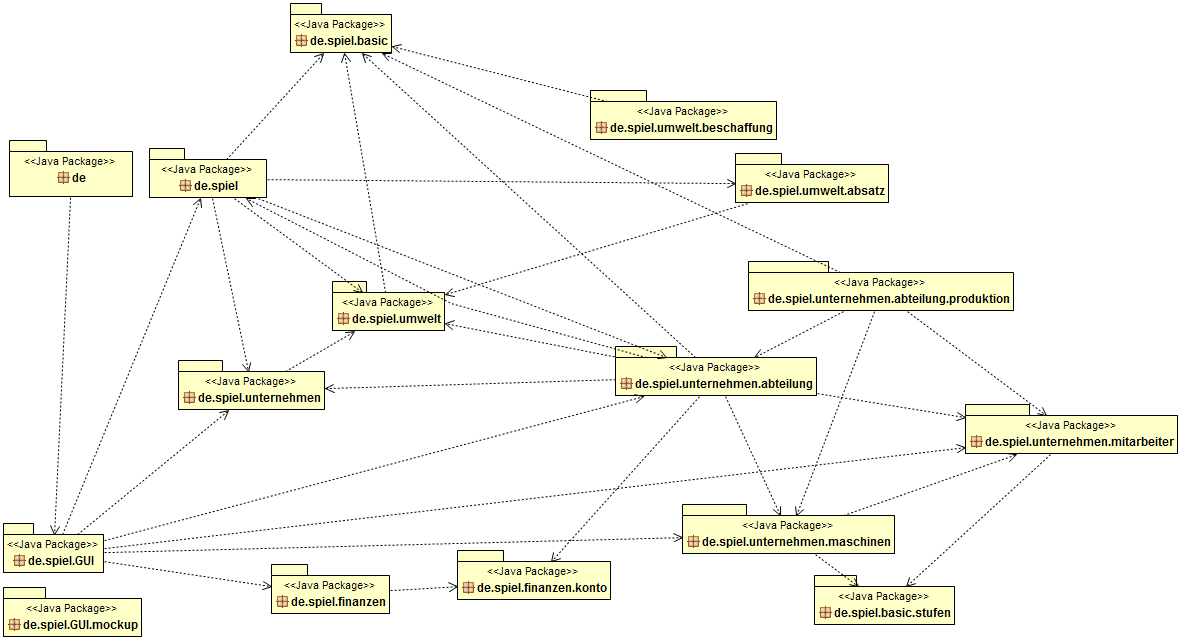 <<Java Package>>
de.spiel.basic
<<Java Package>>
de.spiel.umwelt.beschaffung
<<Java Package>>
de
<<Java Package>>
de.spiel
<<Java Package>>
de.spiel.umwelt.absatz
<<Java Package>>
de.spiel.unternehmen.abteilung.produktion
<<Java Package>>
de.spiel.umwelt
<<Java Package>>
de.spiel.unternehmen.abteilung
<<Java Package>>
de.spiel.unternehmen
<<Java Package>>
de.spiel.unternehmen.mitarbeiter
<<Java Package>>
de.spiel.unternehmen.maschinen
<<Java Package>>
de.spiel.GUI
<<Java Package>>
de.spiel.finanzen.konto
<<Java Package>>
de.spiel.finanzen
<<Java Package>>
de.spiel.basic.stufen
<<Java Package>>
de.spiel.GUI.mockup